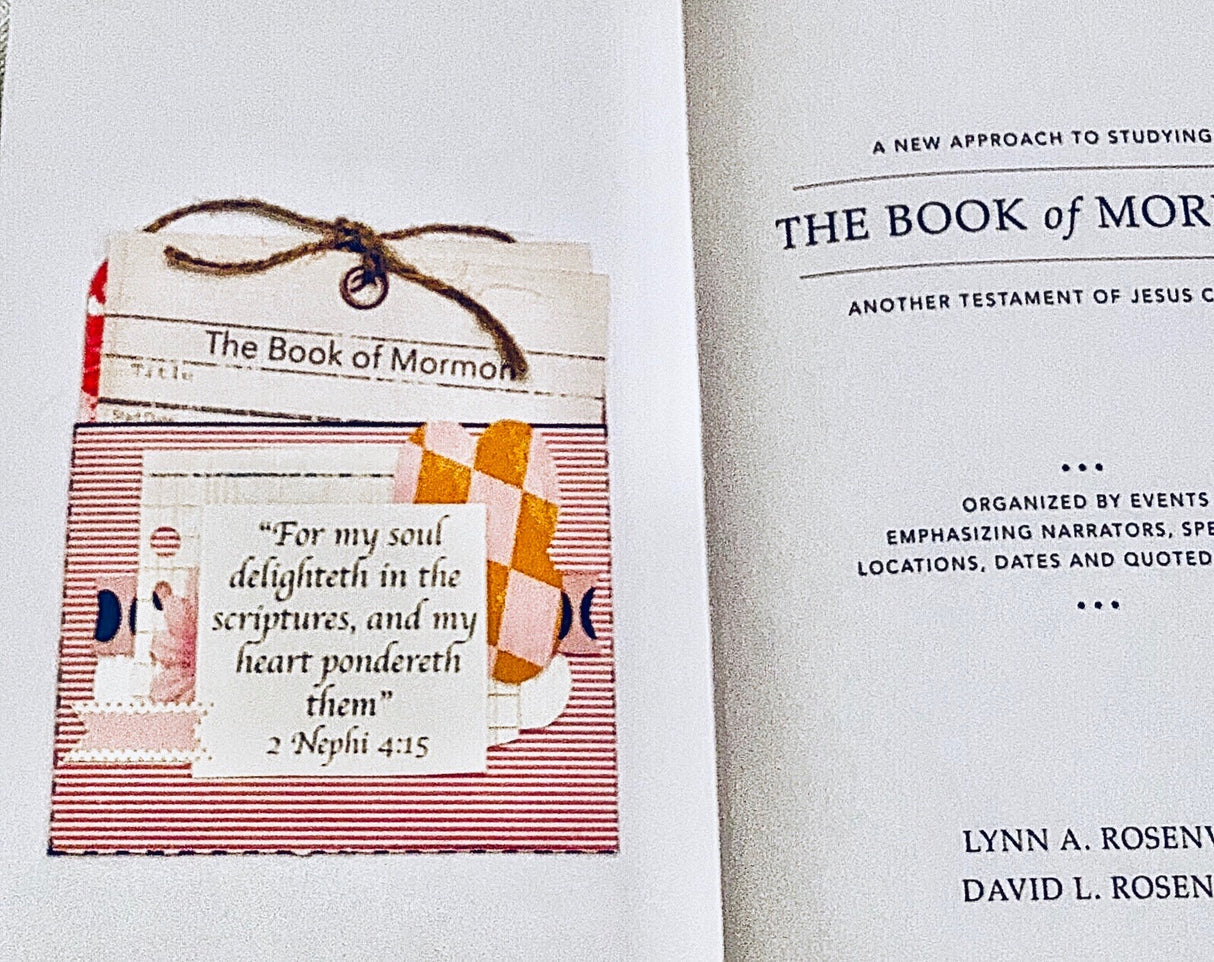 The Book of Mormon
Title
Start Date
“For my soul
delighteth in the
scriptures, and my
heart pondereth
them”
2 Nephi 4:15
A NEW APPROACH TO STUDYING
THE BOOK of MOR
ANOTHER TESTAMENT OF JESUS C
•••
ORGANIZED BY EVENTS
EMPHASIZING NARRATORS, SPE
LOCATIONS, DATES AND QUOTED
•••
LYNN A. ROSENV
DAVID L. ROSEN